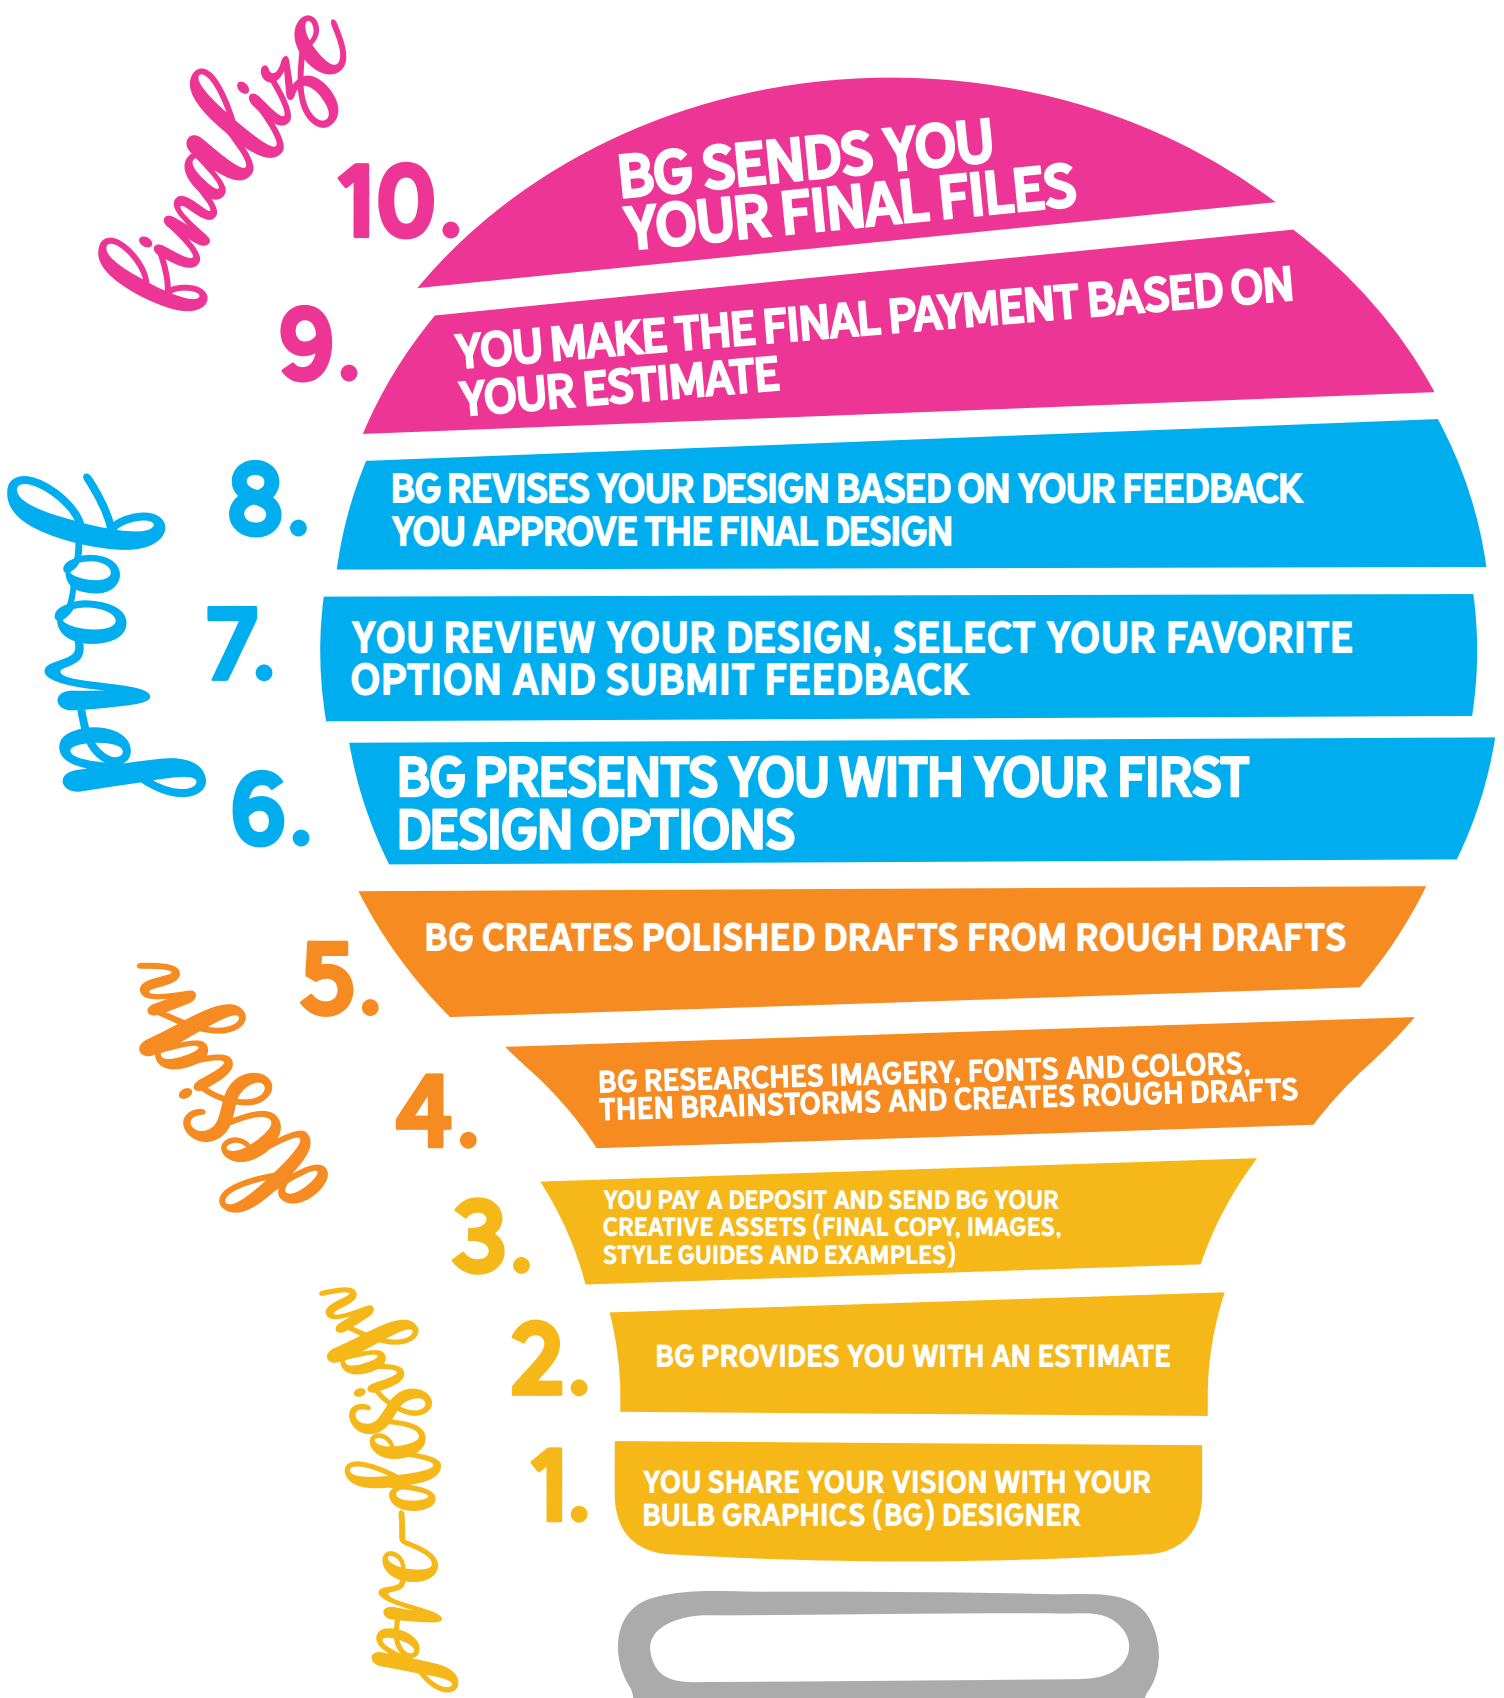 finalize
10.
BG SENDS YOU
YOUR FINAL FILES
9.
YOU MAKE THE FINAL PAYMENT BASED ON
YOUR ESTIMATE
proof
8.
BG REVISES YOUR DESIGN BASED ON YOUR FEEDBACK
YOU APPROVE THE FINAL DESIGN
7.
YOU REVIEW YOUR DESIGN, SELECT YOUR FAVORITE
OPTION AND SUBMIT FEEDBACK
6.
BG PRESENTS YOU WITH YOUR FIRST
DESIGN OPTIONS
design
5.
BG CREATES POLISHED DRAFTS FROM ROUGH DRAFTS
4.
BG RESEARCHES IMAGERY, FONTS AND COLORS,
THEN BRAINSTORMS AND CREATES ROUGH DRAFTS
pre-design
3.
YOU PAY A DEPOSIT AND SEND BG YOUR
CREATIVE ASSETS (FINAL COPY, IMAGES,
STYLE GUIDES AND EXAMPLES)
2.
BG PROVIDES YOU WITH AN ESTIMATE
1.
YOU SHARE YOUR VISION WITH YOUR
BULB GRAPHICS (BG) DESIGNER